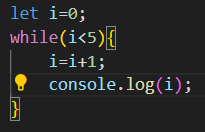 let i=0;
while(i<5){
    i=i+1;
    console.log(i);
}